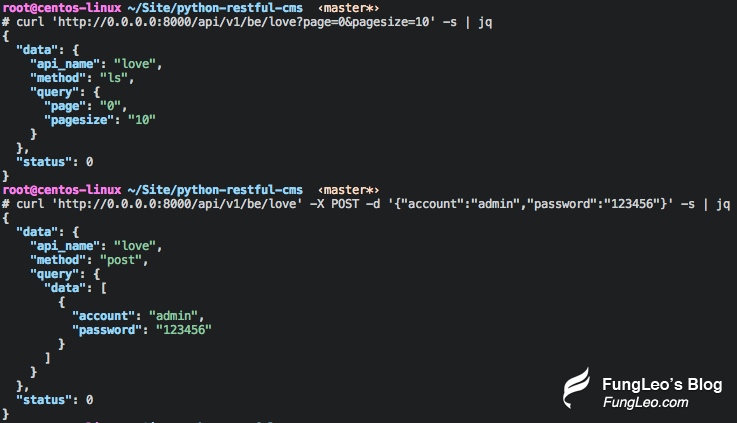 root@centos-linux ~/Site/python-restful-cms ‹master*›
# curl 'http://0.0.0.0:8000/api/v1/be/love?page=0&pagesize=10' -s | jq
{
  "data": {
    "api_name": "love",
    "method": "ls",
    "query": {
      "page": "0",
      "pagesize": "10"
    }
  },
  "status": 0
}
root@centos-linux ~/Site/python-restful-cms ‹master*›
# curl 'http://0.0.0.0:8000/api/v1/be/love' -X POST -d '{"account":"admin","password":"123456"}' -s | jq
{
  "data": {
    "api_name": "love",
    "method": "post",
    "query": {
      "data": [
        {
          "account": "admin",
          "password": "123456"
        }
      ]
    }
  },
  "status": 0
}
FungLeo's Blog
FungLeo.com